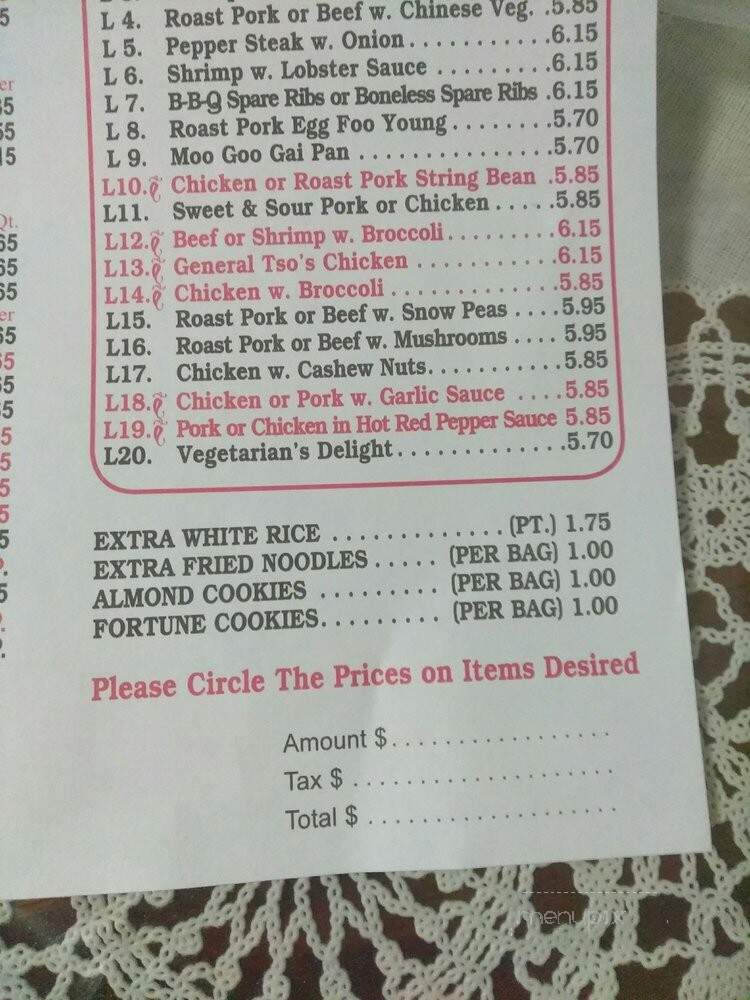 5
L 4. Roast Pork or Beef w. Chinese Veg. .5.85
L 5. Pepper Steak w. Onion..........6.15
L 6. Shrimp w. Lobster Sauce .........6.15
L 7. B-B-Q Spare Ribs or Boneless Spare Ribs .6.15
L 8. Roast Pork Egg Foo Young........5.70
L 9. Moo Goo Gai Pan ...............5.70
L10. Chicken or Roast Pork String Bean .5.85
L11. Sweet & Sour Pork or Chicken.....5.85
L12. Beef or Shrimp w. Broccoli.........6.15
L13. General Tso's Chicken ...........6.15
L14. Chicken w. Broccoli .............5.85
L15. Roast Pork or Beef w. Snow Peas ....5.95
L16. Roast Pork or Beef w. Mushrooms ....5.95
L17. Chicken w. Cashew Nuts...........5.85
L18. Chicken or Pork w. Garlic Sauce ....5.85
L19. Pork or Chicken in Hot Red Pepper Sauce 5.85
L20. Vegetarian's Delight.............5.70
EXTRA WHITE RICE .............(PT.) 1.75
EXTRA FRIED NOODLES..... (PER BAG) 1.00
ALMOND COOKIES ......... (PER BAG) 1.00
FORTUNE COOKIES......... (PER BAG) 1.00
Please Circle The Prices on Items Desired
Amount $.................
Tax $ ....................
Total $ ...................
menupix